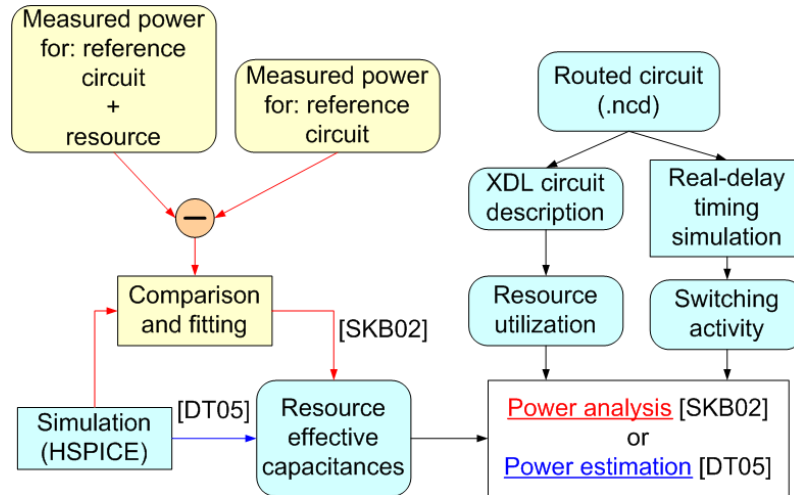 Measured power
for: reference
circuit
+
resource
Measured power
for: reference
circuit
Routed circuit
(.ncd)
XDL circuit
description
Real-delay
timing
simulation
−
Comparison
and fitting
Resource
utilization
Switching
activity
[SKB02]
[DT05]
Simulation
(HSPICE)
Resource
effective
capacitances
Power analysis [SKB02]
or
Power estimation [DT05]